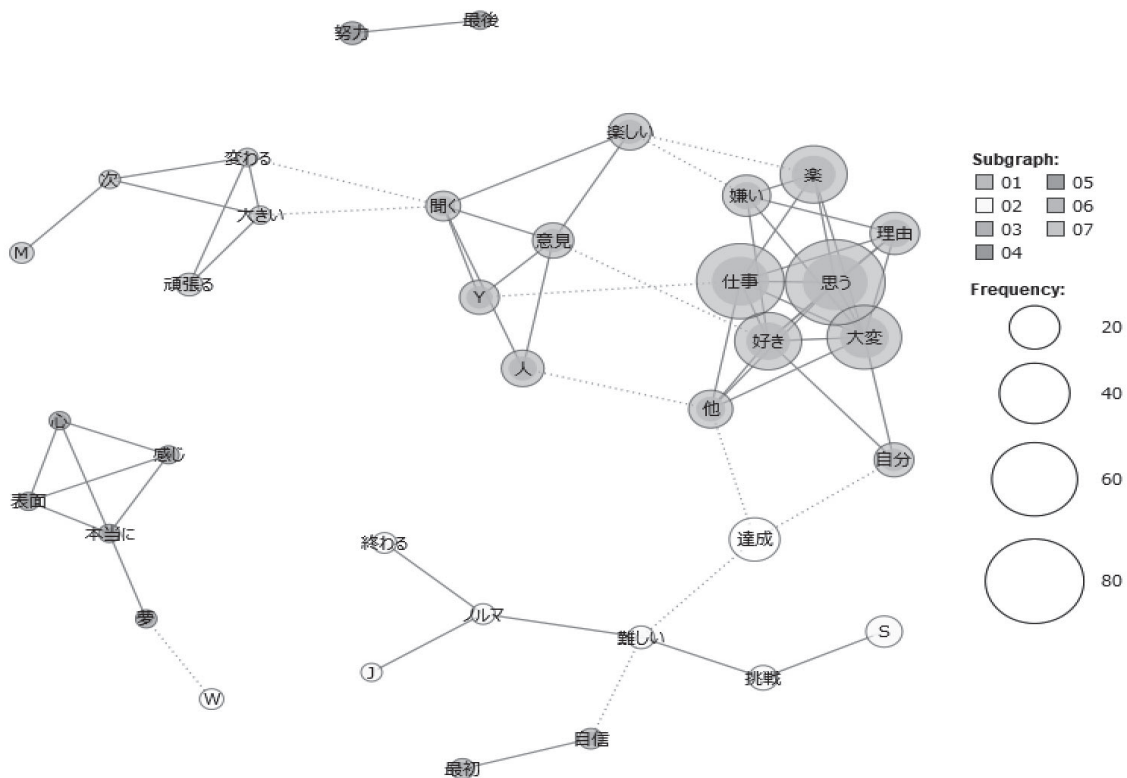 努力
最後
楽しい
変わる
次
楽
嫌い
聞く
大きい
理由
意見
M
頑張る
仕事
思う
Y
好き
大変
人
他
心
感じ
自分
表面
本当に
終わる
達成
夢
ノルマ
難しい
S
J
挑戦
W
自信
最初
Subgraph:
01 05
02 06
03 07
04
Frequency:
20
40
60
80